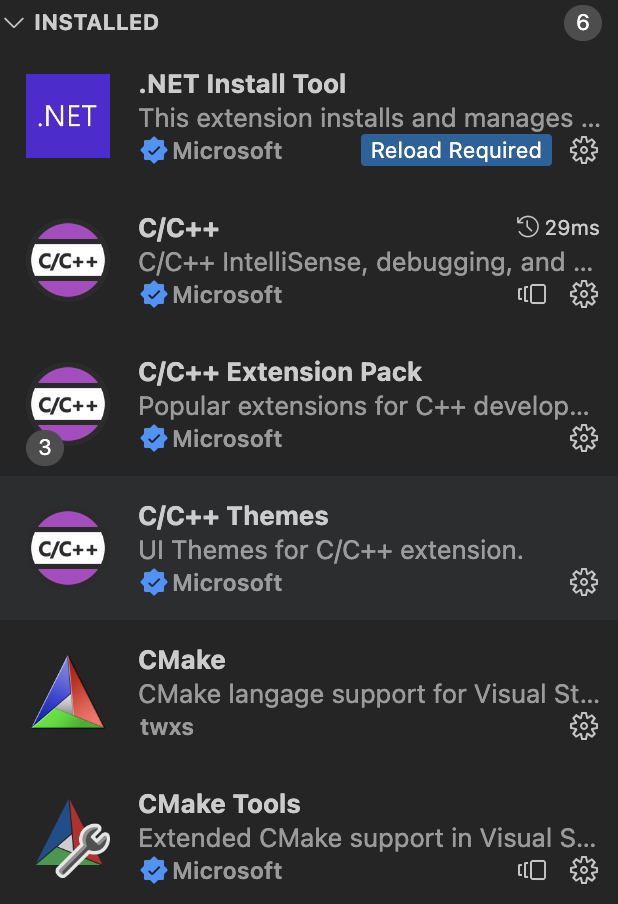 INSTALLED 6
.NET
.NET Install Tool
This extension installs and manages ...
Microsoft Reload Required
C/C++ 29ms
C/C++
C/C++ IntelliSense, debugging, and ...
Microsoft
C/C++ Extension Pack
C/C++
Popular extensions for C++ develop...
3 Microsoft
C/C++ Themes
C/C++
UI Themes for C/C++ extension.
Microsoft
CMake
CMake langage support for Visual St...
twxs
CMake Tools
Extended CMake support in Visual S...
Microsoft